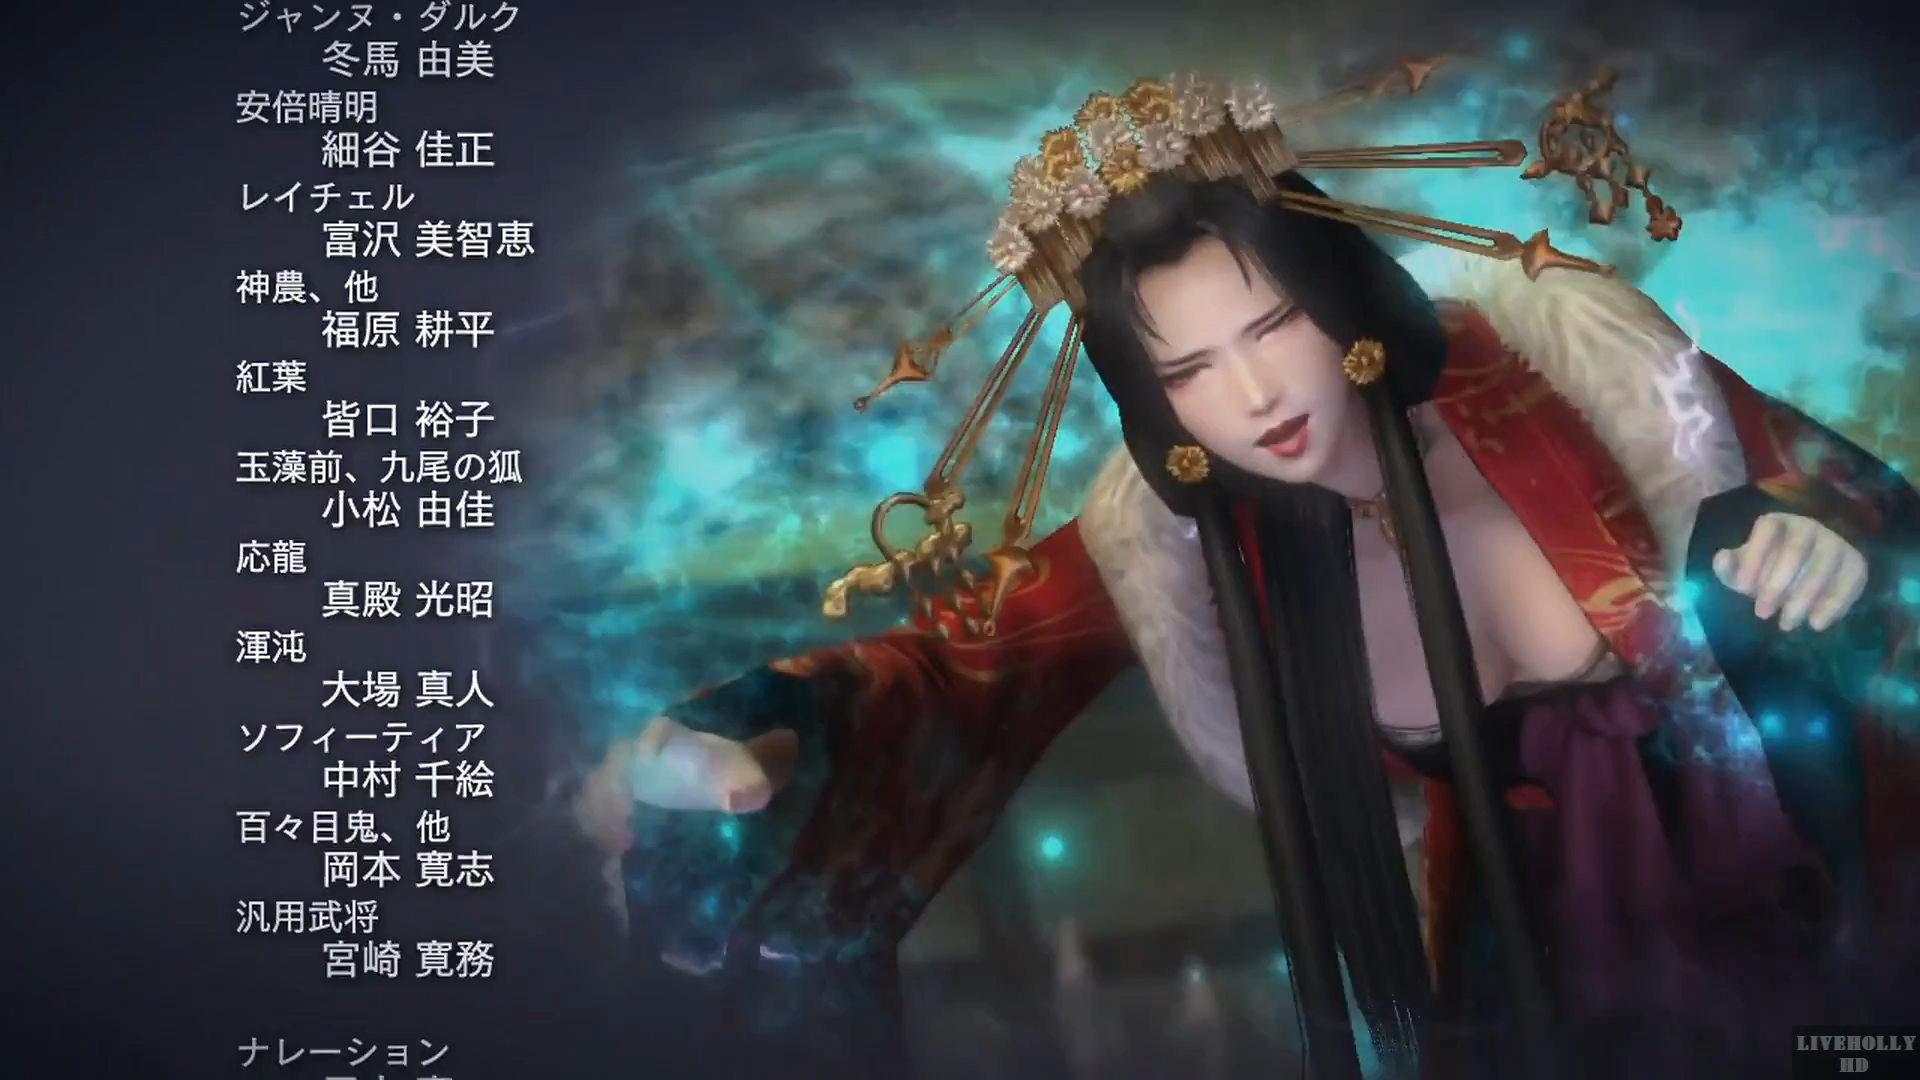 ジャンヌ・ダルク
冬馬 由美
安倍晴明
細谷 佳正
レイチェル
富沢 美智恵
神農、他
福原 耕平
紅葉
皆口 裕子
玉藻前、九尾の狐
小松 由佳
応龍
真殿 光昭
渾沌
大場 真人
ソフィーティア
中村 千絵
百々目鬼、他
岡本 寛志
汎用武将
宮崎 寛務
ナレーション
LIVEHOLLY
HD